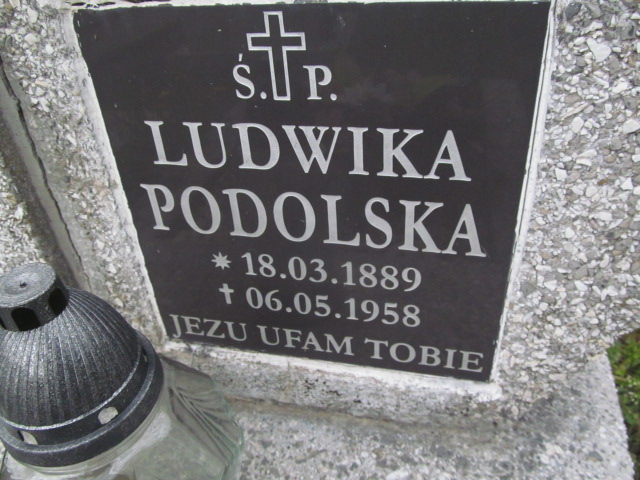 Ś. P.
LUDWIKA
PODOLSKA
* 18.03.1889
✝ 06.05.1958
JEZU UFAM TOBIE